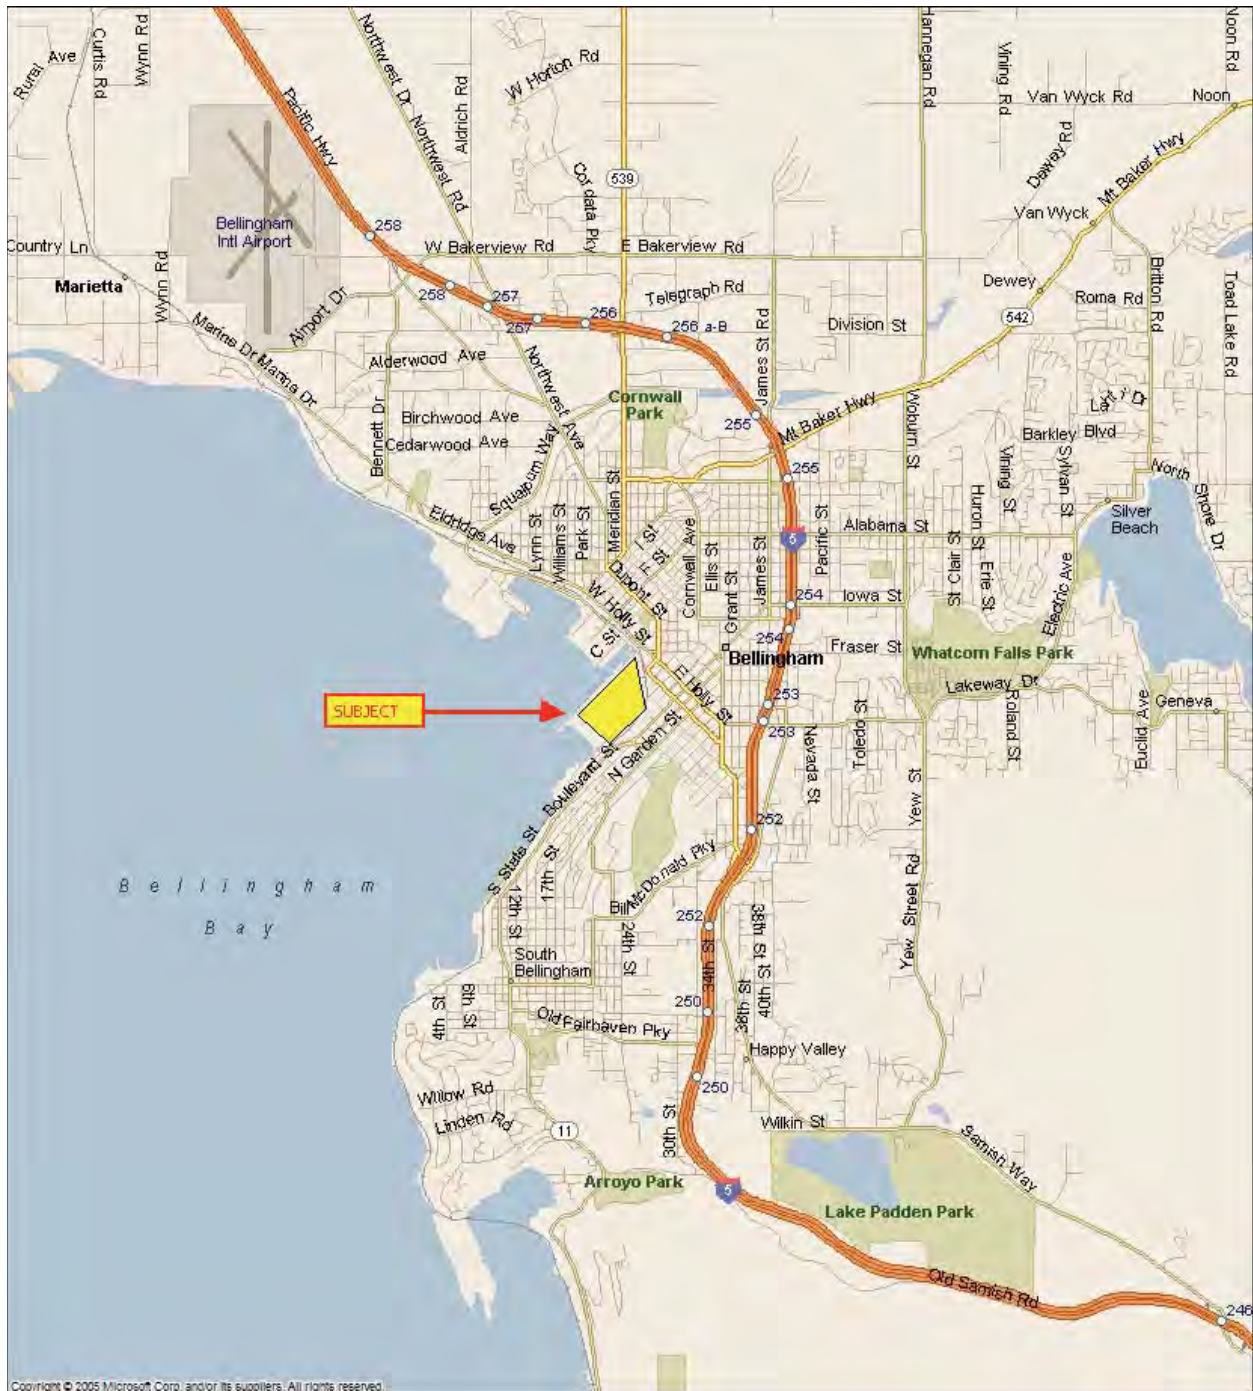 Rural Ave
Curtis Rd
Wynn Rd
Northwest Dr
Northwest Rd
Aldrich Rd
W Horton Rd
Cordata Pky
539
Hannegan Rd
Vining Rd
Van Wyck Rd
Noon
Noon Rd
Pacific Hwy
Bellingham
Intl Airport
258
Country Ln
Marietta
Wynn Rd
W Bakerview Rd
E Bakerview Rd
Dewey Rd
Mt Baker Hwy
Van Wyck
Dewey
Roma Rd
Britton Rd
Toad Lake Rd
542
258
257
257
256
256 a-B
Telegraph Rd
James St Rd
Division St
Airport Dr
Marine Dr
Marine Dr
Alderwood Ave
Northwest Ave
Birchwood Ave
Cedarwood Ave
Bennett Dr
Squalicum Way
Cornwall
Park
255
Mt Baker Hwy
255
Woburn St
Barkley Blvd
Vining St
Sylvan St
North Shore Dr
Silver
Beach
Eldridge Ave
Lynn St
Williams St
Park St
Meridian St
I St
F St
Dupont St
Cornwall Ave
Ellis St
Grant St
James St
5
Pacific St
Alabama St
Huron St
Erie St
St Clair St
Iowa St
254
254
Electric Ave
W Holly St
C St
Bellingham
Fraser St
Whatcom Falls Park
Lakeway Dr
E Holly St
253
253
SUBJECT
Nevada St
Toledo St
Roland St
Euclid Ave
Geneva
N Garden St
Boulevard St
S State St
17th St
12th St
Yew St
Yew Street Rd
252
Bill McDonald Pky
24th St
252
34th St
38th St
40th St
38th St
Bellingham
Bay
South
Bellingham
4th St
6th St
Old Fairhaven Pky
250
Happy Valley
250
Willow Rd
Linden Rd
11
30th St
Wilkin St
Samish Way
Arroyo Park
5
Lake Padden Park
Old Samish Rd
246
Copyright © 2005 Microsoft Corp. and/or its suppliers. All rights reserved.